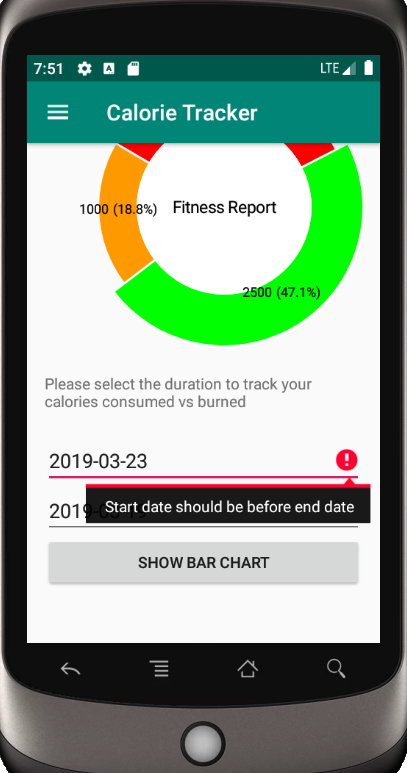 7:51 LTE
Calorie Tracker
1000 (18.8%)
Fitness Report
2500 (47.1%)
Please select the duration to track your
calories consumed vs burned
2019-03-23
Start date should be before end date
SHOW BAR CHART